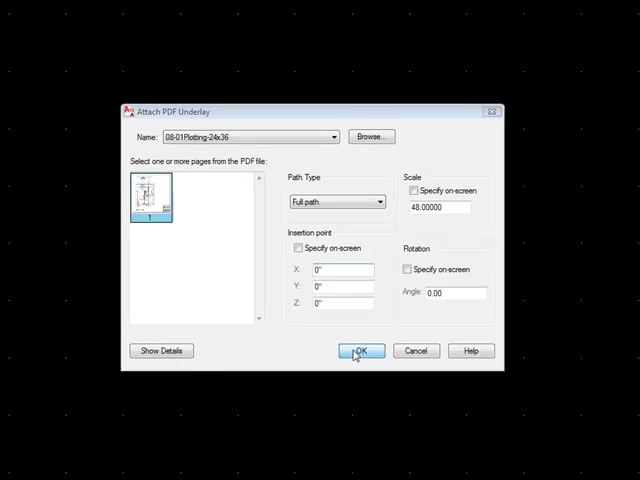 Attach PDF Underlay
Name: 08-01Plotting-24x36 Browse...
Select one or more pages from the PDF file:
1
Path Type
Full path
Insertion point
Specify on-screen
X: 0"
Y: 0"
Z: 0"
Scale
Specify on-screen
48.00000
Rotation
Specify on-screen
Angle: 0.00
Show Details OK Cancel Help